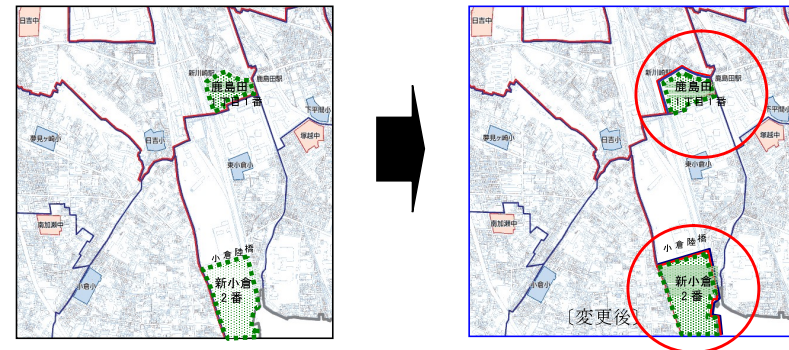 日吉中
新川崎駅
鹿島田駅
鹿島田
丁目1番
下平間小
塚越中
夢見ヶ崎小
日吉小
東小倉小
南加瀬中
小倉陸橋
小倉小
新小倉
2番
日吉中
新川崎駅
鹿島田駅
鹿島田
丁目1番
下平間小
塚越中
夢見ヶ崎小
日吉小
東小倉小
南加瀬中
小倉陸橋
小倉小
新小倉
2番
〔変更後〕